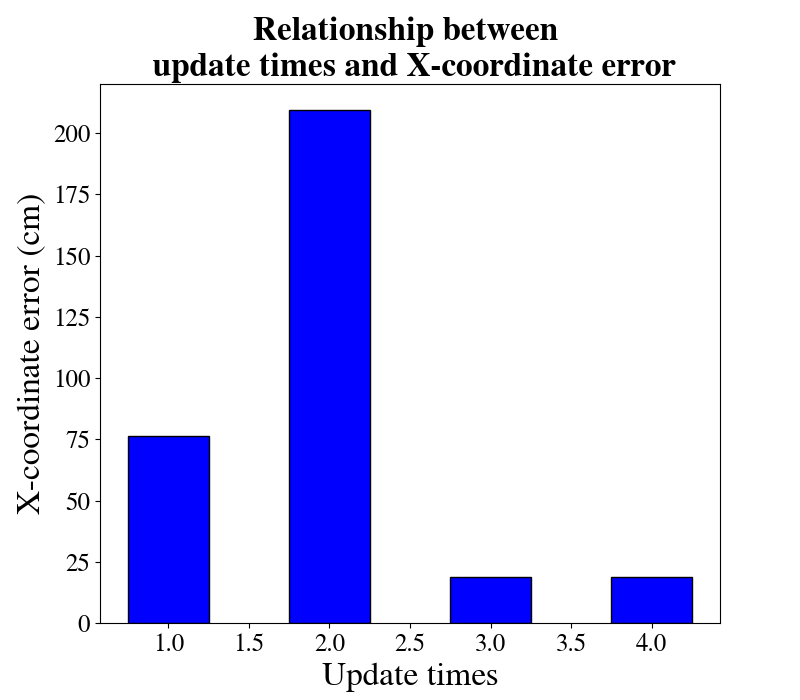 Relationship between
update times and X-coordinate error
X-coordinate error (cm)
200
175
150
125
100
75
50
25
0
1.0 1.5 2.0 2.5 3.0 3.5 4.0
Update times